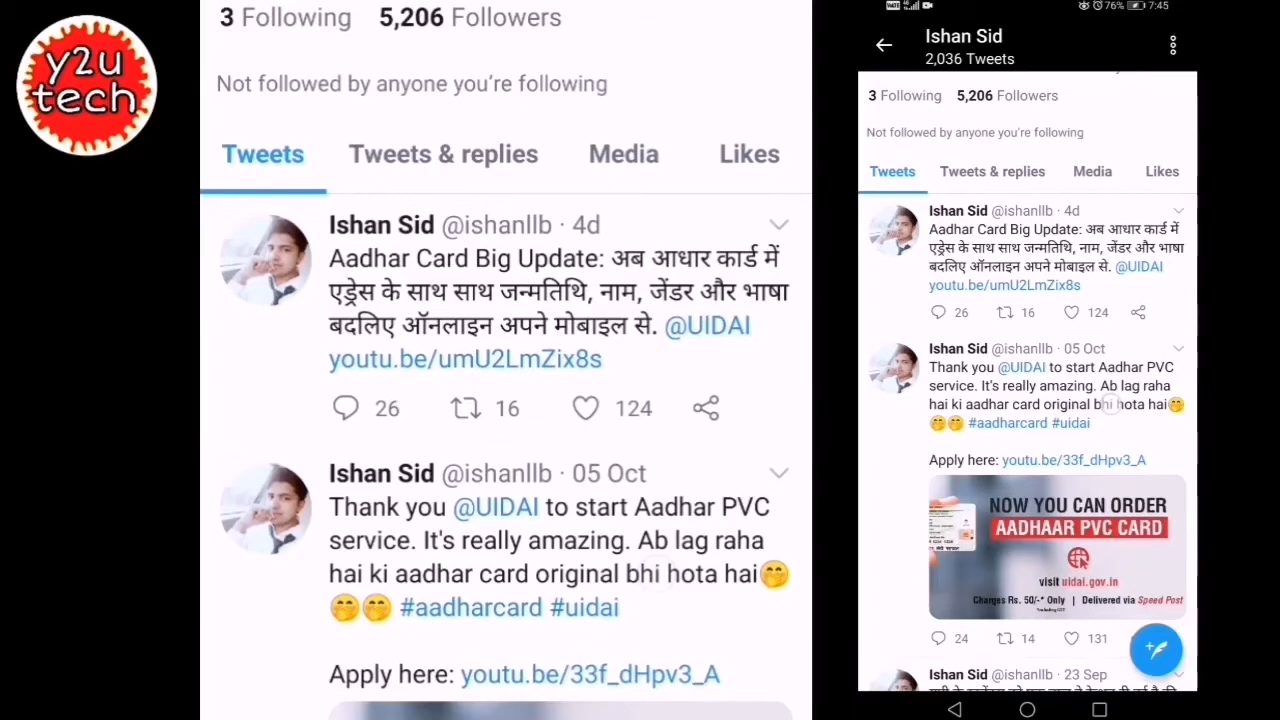 y2u
tech
3 Following 5,206 Followers
Not followed by anyone you're following
Tweets Tweets & replies Media Likes
Ishan Sid @ishanllb · 4d
Aadhar Card Big Update: अब आधार कार्ड में
एड्रेस के साथ साथ जन्मतिथि, नाम, जेंडर और भाषा
बदलिए ऑनलाइन अपने मोबाइल से. @UIDAI
youtu.be/umU2LmZix8s
26 16 124
Ishan Sid @ishanllb · 05 Oct
Thank you @UIDAI to start Aadhar PVC
service. It's really amazing. Ab lag raha
hai ki aadhar card original bhi hota hai🤭
🤭🤭 #aadharcard #uidai
Apply here: youtu.be/33f_dHpv3_A
76% 7:45
Ishan Sid
2,036 Tweets
3 Following 5,206 Followers
Not followed by anyone you're following
Tweets Tweets & replies Media Likes
Ishan Sid @ishanllb · 4d
Aadhar Card Big Update: अब आधार कार्ड में
एड्रेस के साथ साथ जन्मतिथि, नाम, जेंडर और भाषा
बदलिए ऑनलाइन अपने मोबाइल से. @UIDAI
youtu.be/umU2LmZix8s
26 16 124
Ishan Sid @ishanllb · 05 Oct
Thank you @UIDAI to start Aadhar PVC
service. It's really amazing. Ab lag raha
hai ki aadhar card original bhi hota hai🤭
🤭🤭 #aadharcard #uidai
Apply here: youtu.be/33f_dHpv3_A
NOW YOU CAN ORDER
AADHAAR PVC CARD
visit uidai.gov.in
Charges Rs. 50/-* Only | Delivered via Speed Post
24 14 131
Ishan Sid @ishanllb · 23 Sep